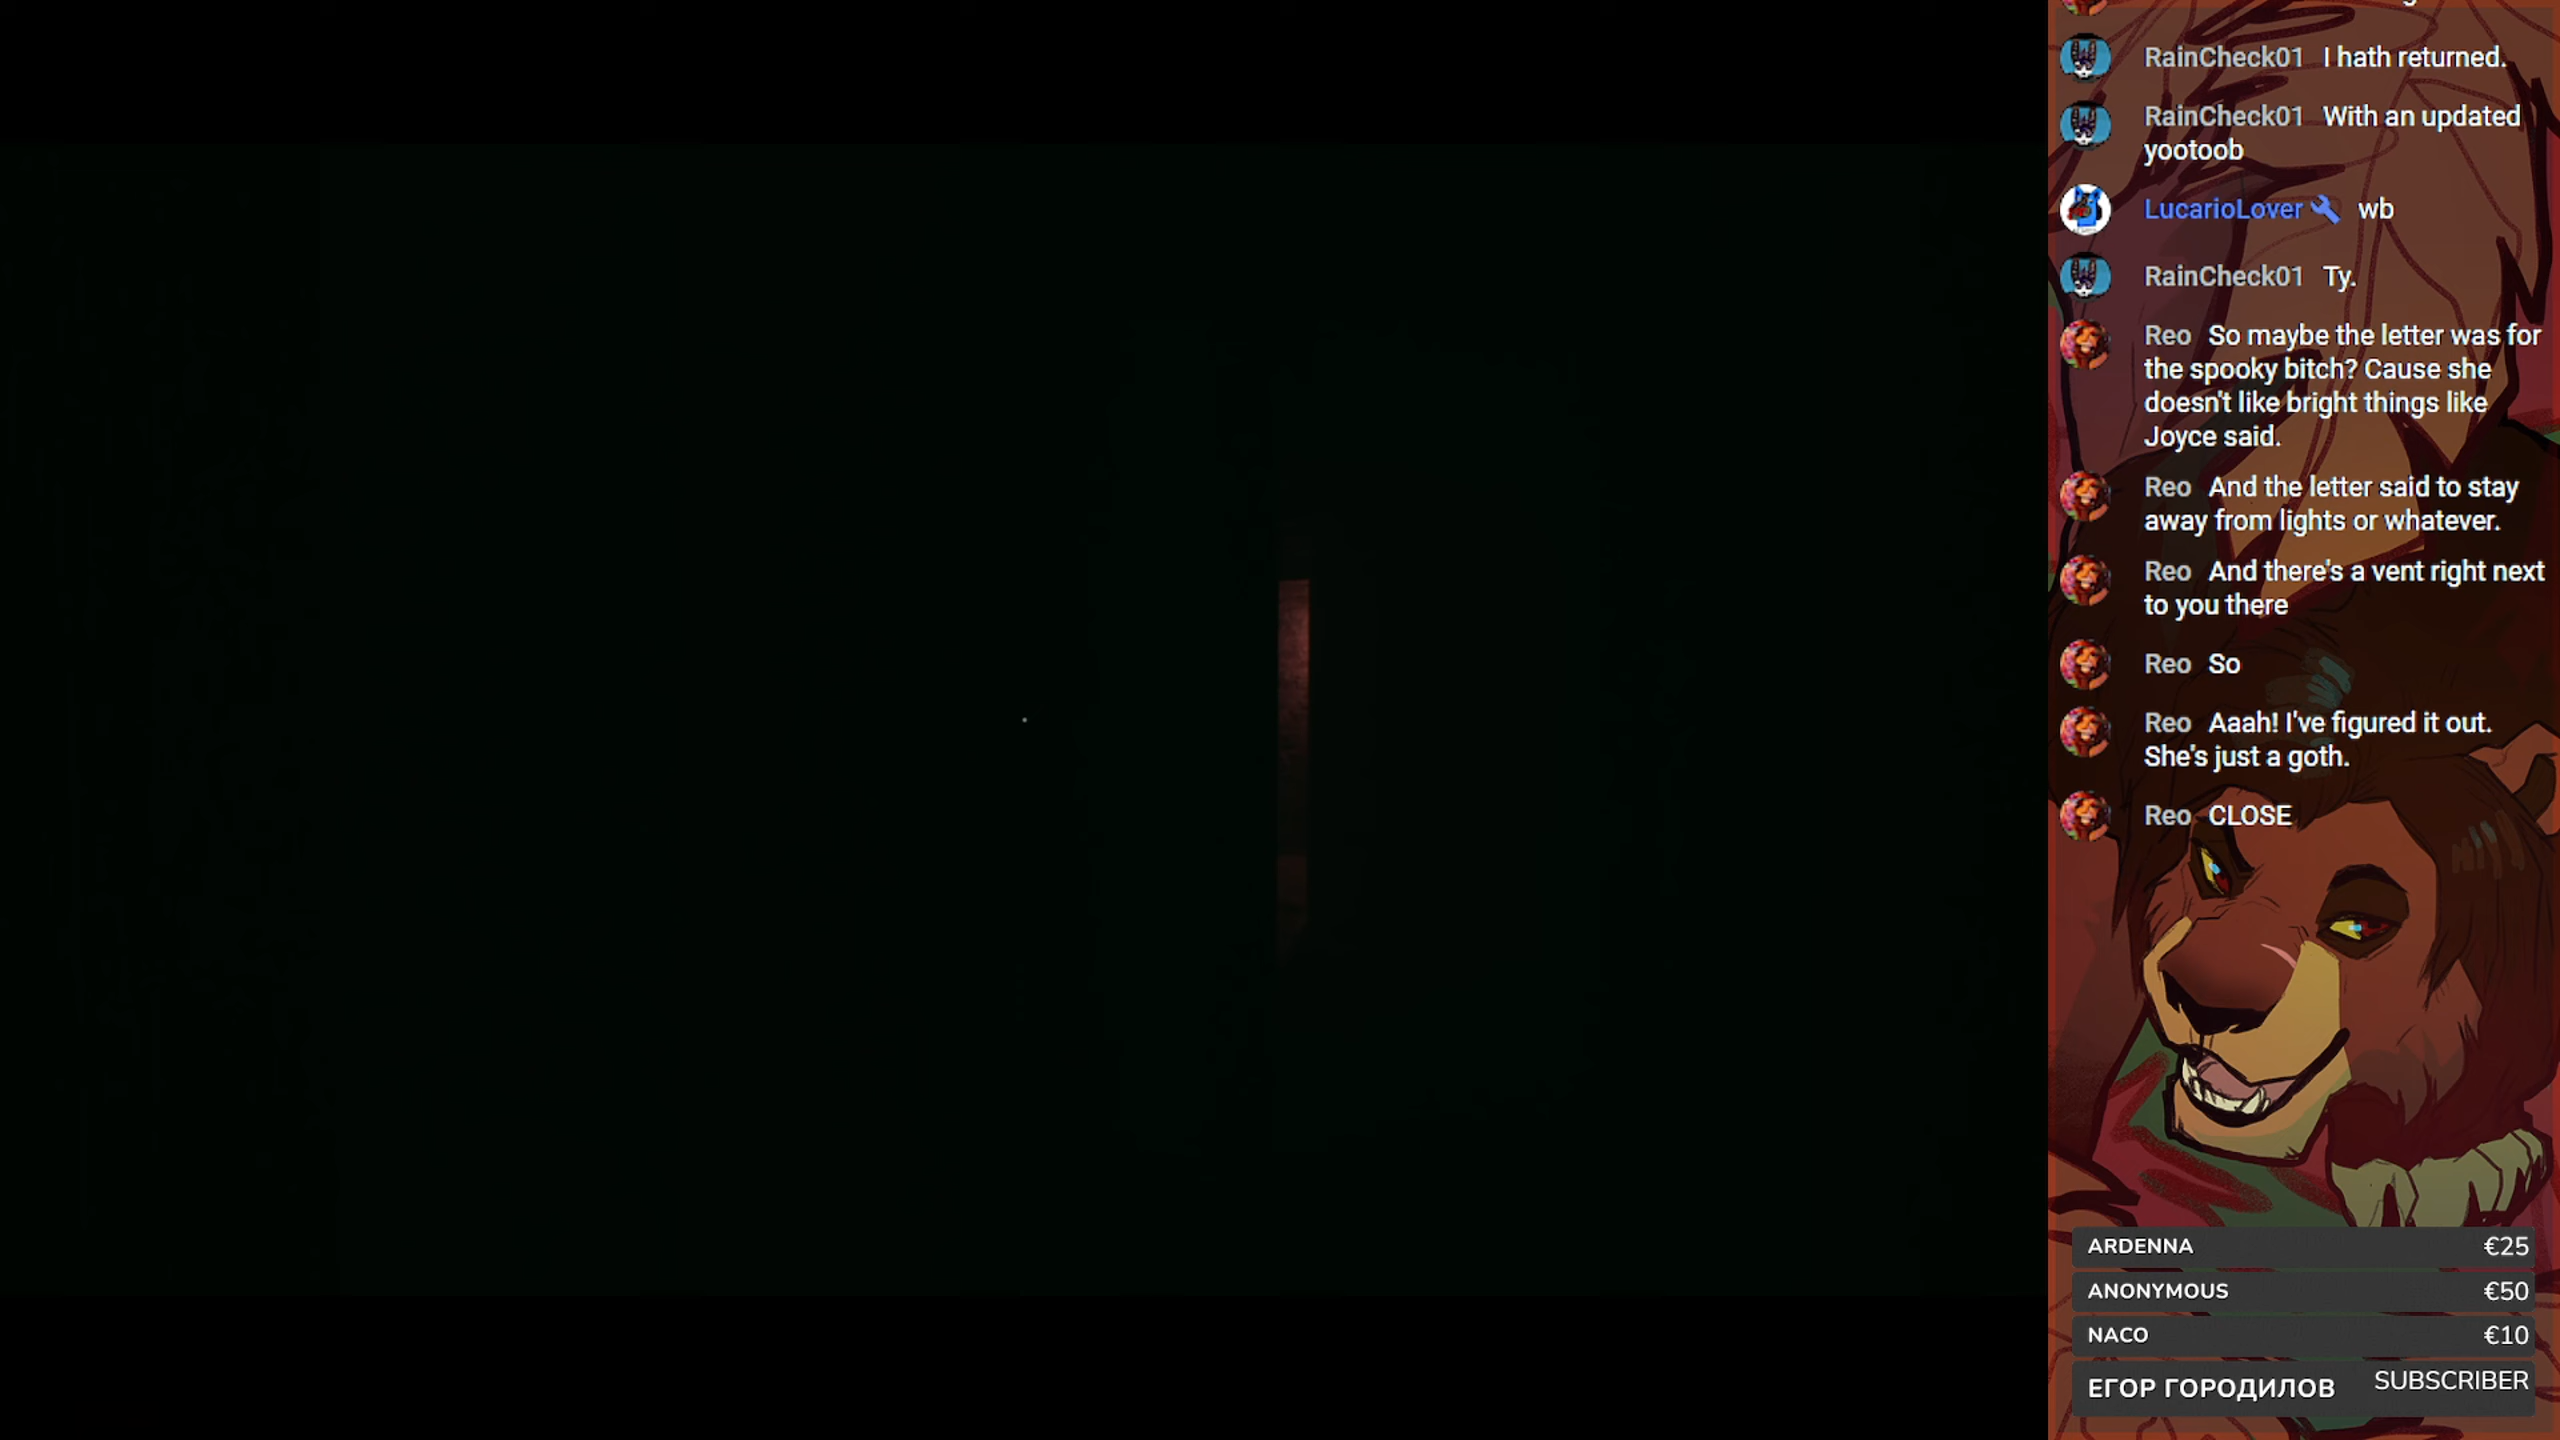 RainCheck01 I hath returned.
RainCheck01 With an updated
yootoob
LucarioLover wb
RainCheck01 Ty.
Reo So maybe the letter was for
the spooky bitch? Cause she
doesn't like bright things like
Joyce said.
Reo And the letter said to stay
away from lights or whatever.
Reo And there's a vent right next
to you there
Reo So
Reo Aaah! I've figured it out.
She's just a goth.
Reo CLOSE
ARDENNA €25
ANONYMOUS €50
NACO €10
ЕГОР ГОРОДИЛОВ SUBSCRIBER